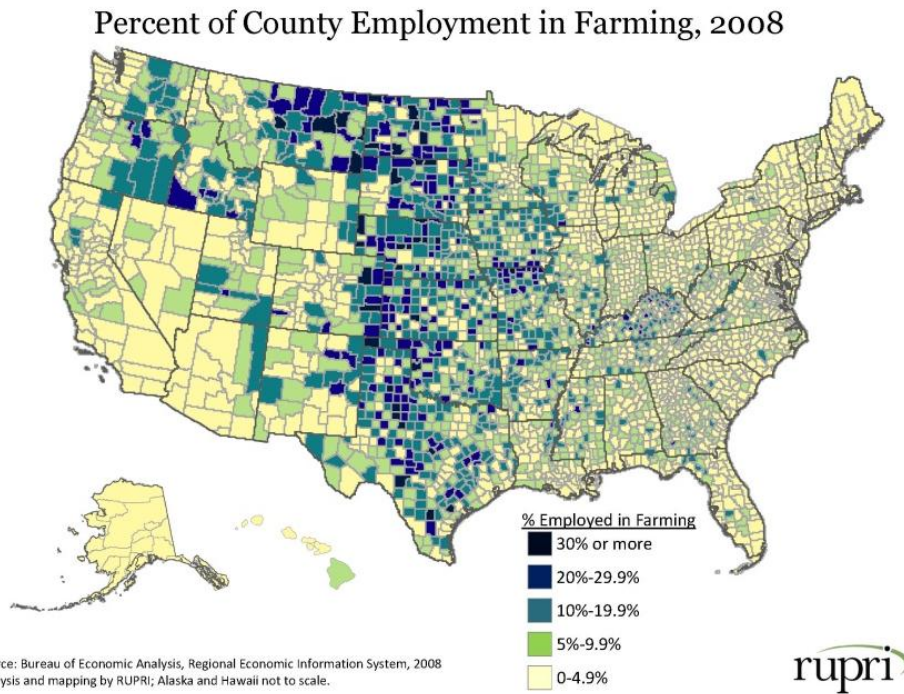 Percent of County Employment in Farming, 2008
% Employed in Farming
30% or more
20%-29.9%
10%-19.9%
5%-9.9%
0-4.9%
rce: Bureau of Economic Analysis, Regional Economic Information System, 2008
ysis and mapping by RUPRI; Alaska and Hawaii not to scale.
rupri